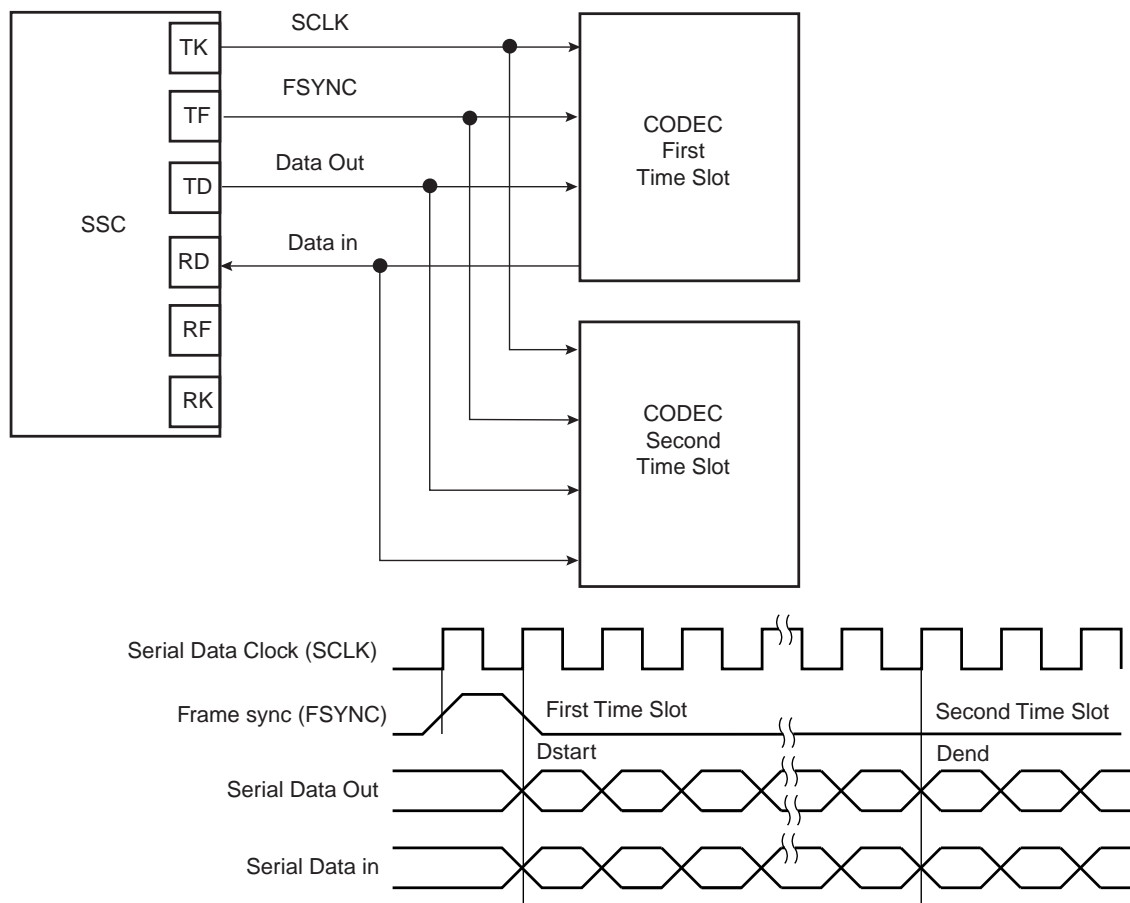 SSC
TK
TF
TD
RD
RF
RK
SCLK
FSYNC
Data Out
Data in
CODEC
First
Time Slot
CODEC
Second
Time Slot
Serial Data Clock (SCLK)
Frame sync (FSYNC)
First Time Slot
Second Time Slot
Dstart
Dend
Serial Data Out
Serial Data in